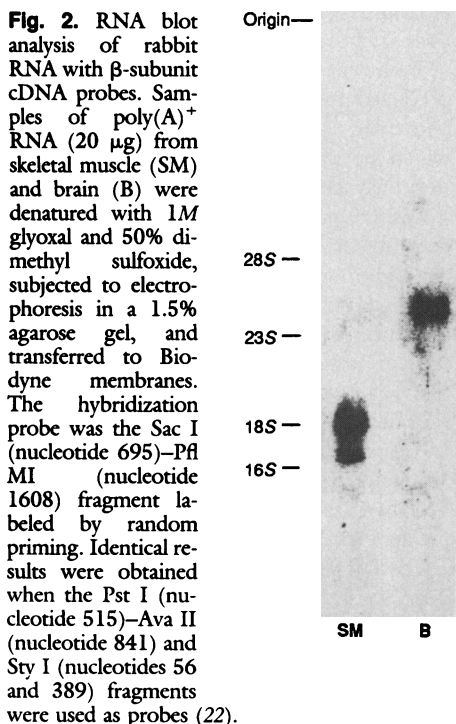 Fig. 2. RNA blot
analysis of rabbit
RNA with β-subunit
cDNA probes. Sam-
ples of poly(A)⁺
RNA (20 μg) from
skeletal muscle (SM)
and brain (B) were
denatured with 1M
glyoxal and 50% di-
methyl sulfoxide,
subjected to electro-
phoresis in a 1.5%
agarose gel, and
transferred to Bio-
dyne membranes.
The hybridization
probe was the Sac I
(nucleotide 695)–Pfl
MI (nucleotide
1608) fragment la-
beled by random
priming. Identical re-
sults were obtained
when the Pst I (nu-
cleotide 515)–Ava II
(nucleotide 841) and
Sty I (nucleotides 56
and 389) fragments
were used as probes (22).
Origin—
28S —
23S —
18S —
16S —
SM B